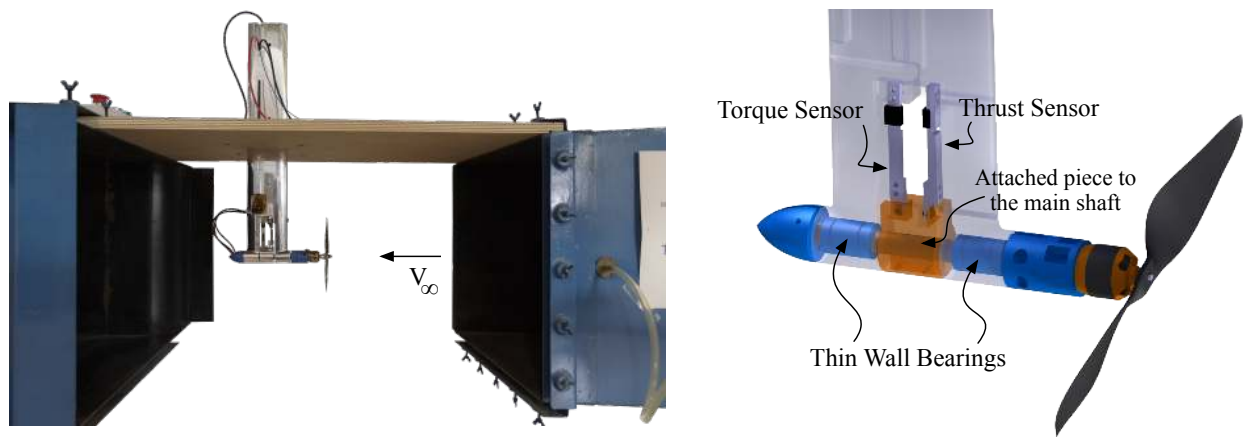 V∞
Torque Sensor
Thrust Sensor
Attached piece to
the main shaft
Thin Wall Bearings